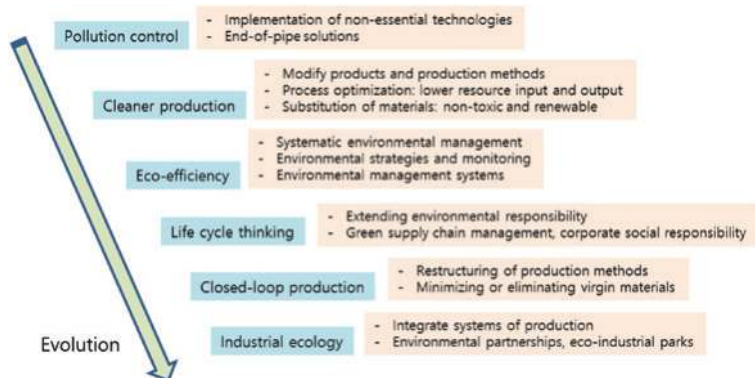 Pollution control
- Implementation of non-essential technologies
- End-of-pipe solutions
Cleaner production
- Modify products and production methods
- Process optimization: lower resource input and output
- Substitution of materials: non-toxic and renewable
Eco-efficiency
- Systematic environmental management
- Environmental strategies and monitoring
- Environmental management systems
Life cycle thinking
- Extending environmental responsibility
- Green supply chain management, corporate social responsibility
Closed-loop production
- Restructuring of production methods
- Minimizing or eliminating virgin materials
Industrial ecology
- Integrate systems of production
- Environmental partnerships, eco-industrial parks
Evolution